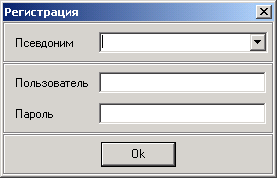 Регистрация
Псевдоним
Пользователь
Пароль
Ok